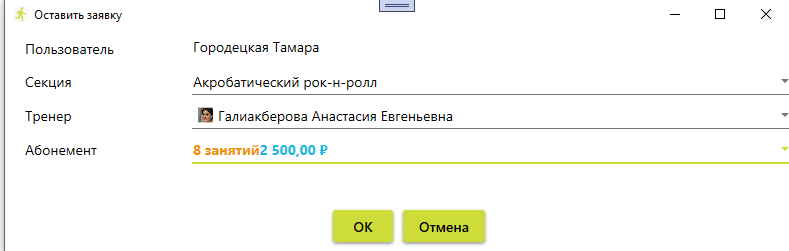 Оставить заявку
Пользователь Городецкая Тамара
Секция Акробатический рок-н-ролл
Тренер Галиакберова Анастасия Евгеньевна
Абонемент 8 занятий2 500,00 ₽
ОК Отмена